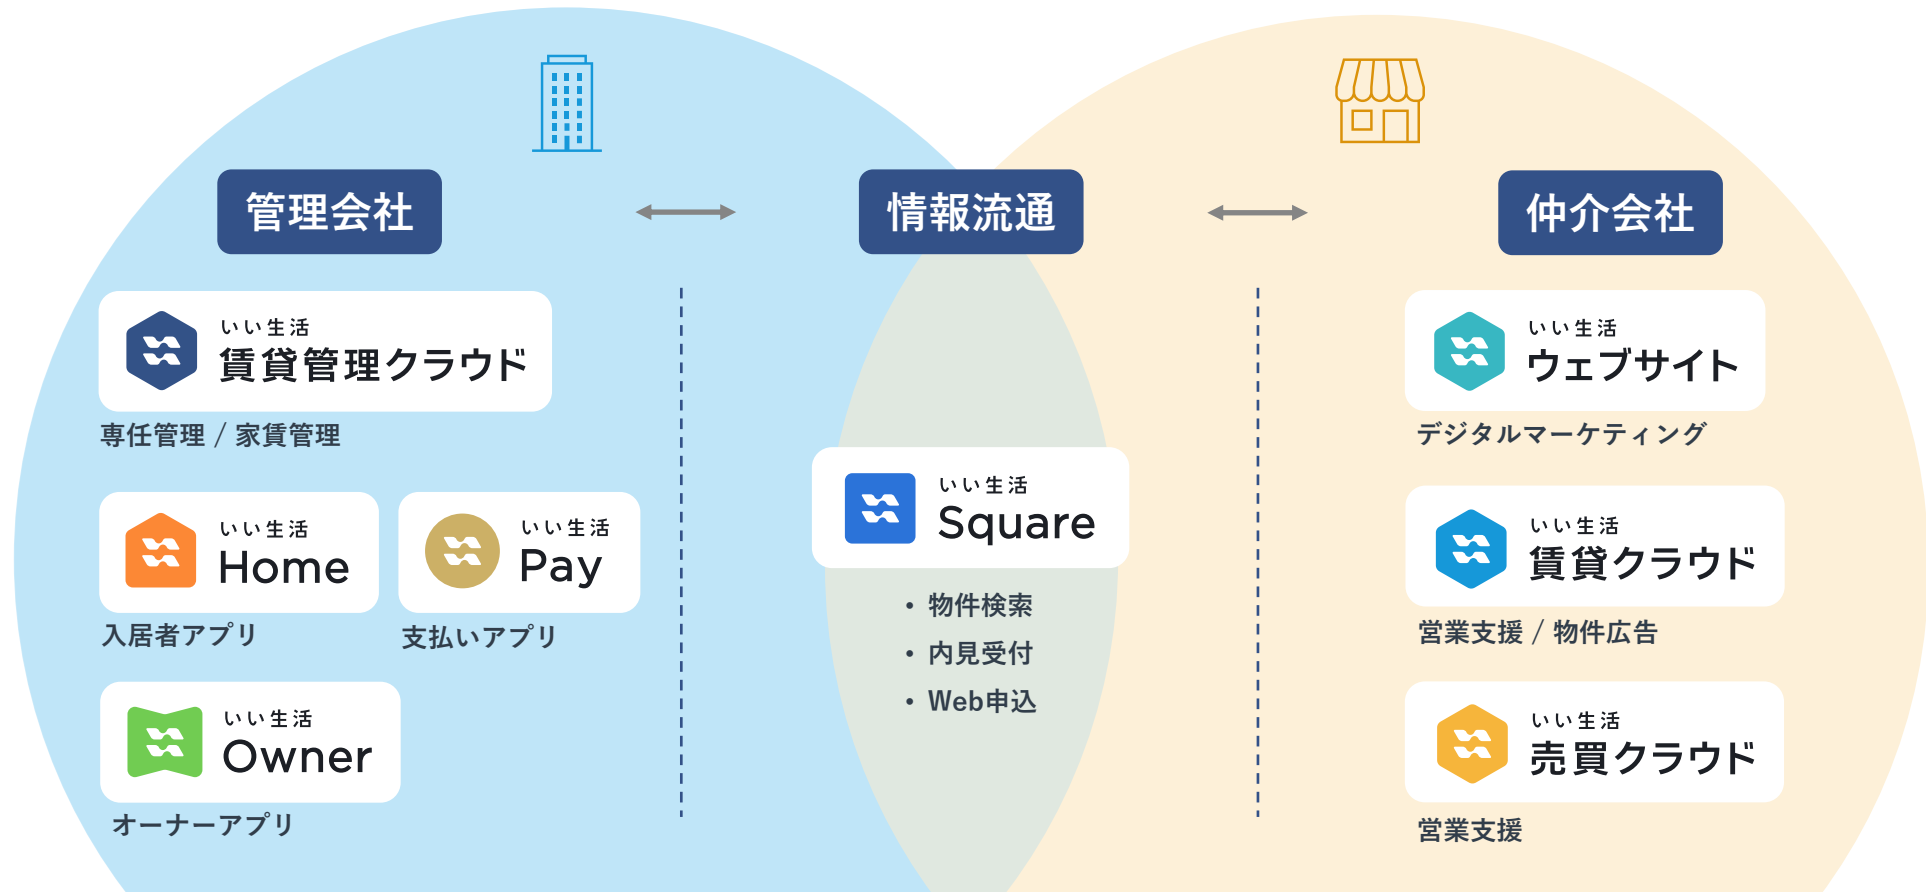 管理会社
情報流通
仲介会社
いい生活
賃貸管理クラウド
専任管理 / 家賃管理
いい生活
Home
入居者アプリ
いい生活
Pay
支払いアプリ
いい生活
Owner
オーナーアプリ
いい生活
Square
・物件検索
・内見受付
・Web申込
いい生活
ウェブサイト
デジタルマーケティング
いい生活
賃貸クラウド
営業支援 / 物件広告
いい生活
売買クラウド
営業支援